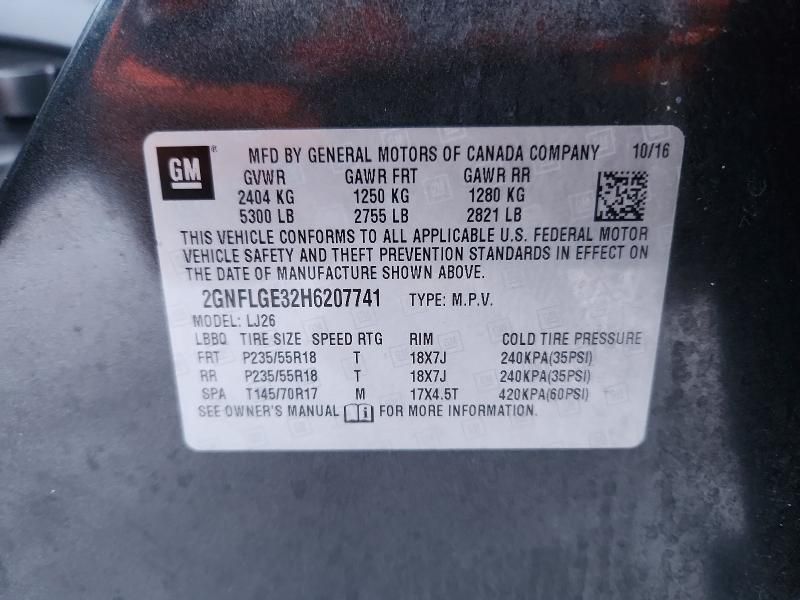 GM ® MFD BY GENERAL MOTORS OF CANADA COMPANY 10/16
GVWR GAWR FRT GAWR RR
2404 KG 1250 KG 1280 KG
5300 LB 2755 LB 2821 LB
THIS VEHICLE CONFORMS TO ALL APPLICABLE U.S. FEDERAL MOTOR
VEHICLE SAFETY AND THEFT PREVENTION STANDARDS IN EFFECT ON
THE DATE OF MANUFACTURE SHOWN ABOVE.
2GNFLGE32H6207741 TYPE: M.P.V.
MODEL: LJ26
LBBQ TIRE SIZE SPEED RTG RIM COLD TIRE PRESSURE
FRT P235/55R18 T 18X7J 240KPA(35PSI)
RR P235/55R18 T 18X7J 240KPA(35PSI)
SPA T145/70R17 M 17X4.5T 420KPA(60PSI)
SEE OWNER'S MANUAL FOR MORE INFORMATION.